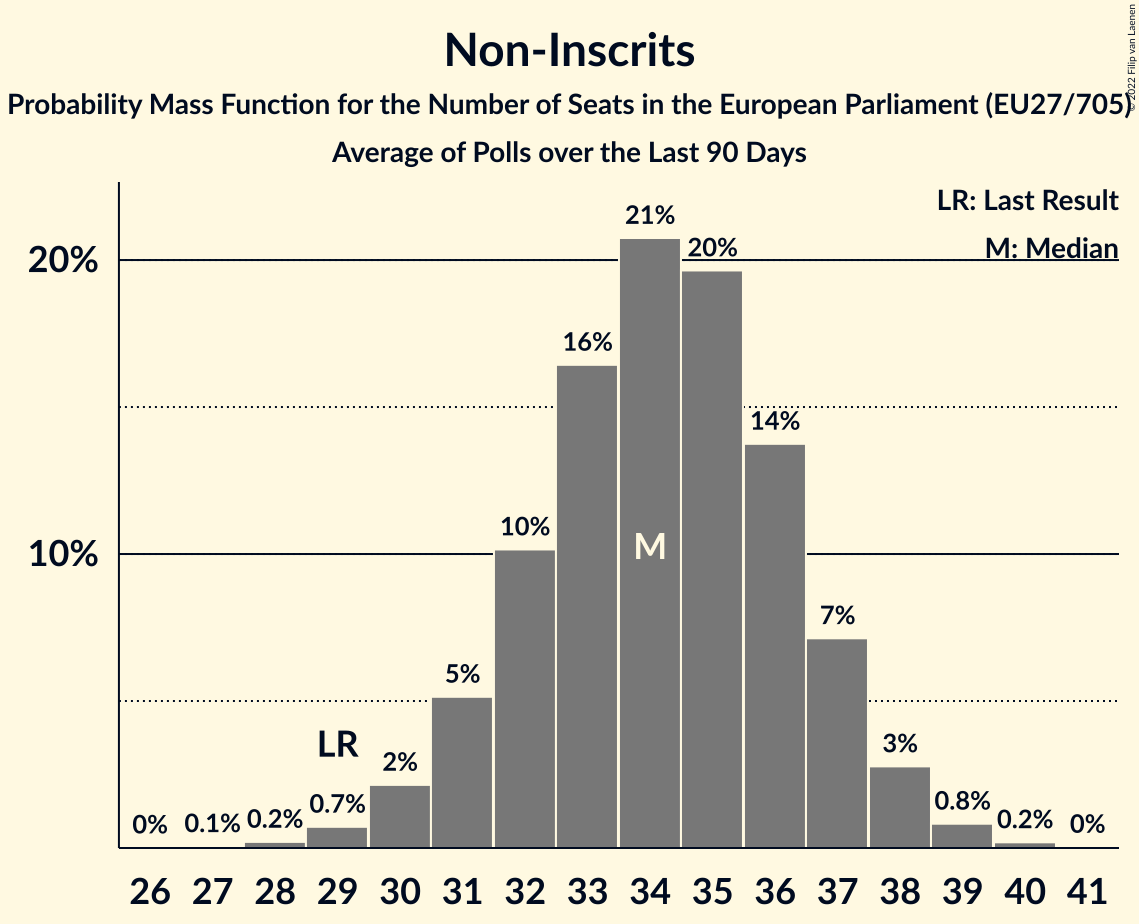 Non-Inscrits
Probability Mass Function for the Number of Seats in the European Parliament (EU27/705)
Average of Polls over the Last 90 Days
© 2022 Filip van Laenen
LR: Last Result
M: Median
20%
10%
0%
0.1%
0.2%
0.7%
LR
2%
5%
10%
16%
21%
M
20%
14%
7%
3%
0.8%
0.2%
0%
26 27 28 29 30 31 32 33 34 35 36 37 38 39 40 41